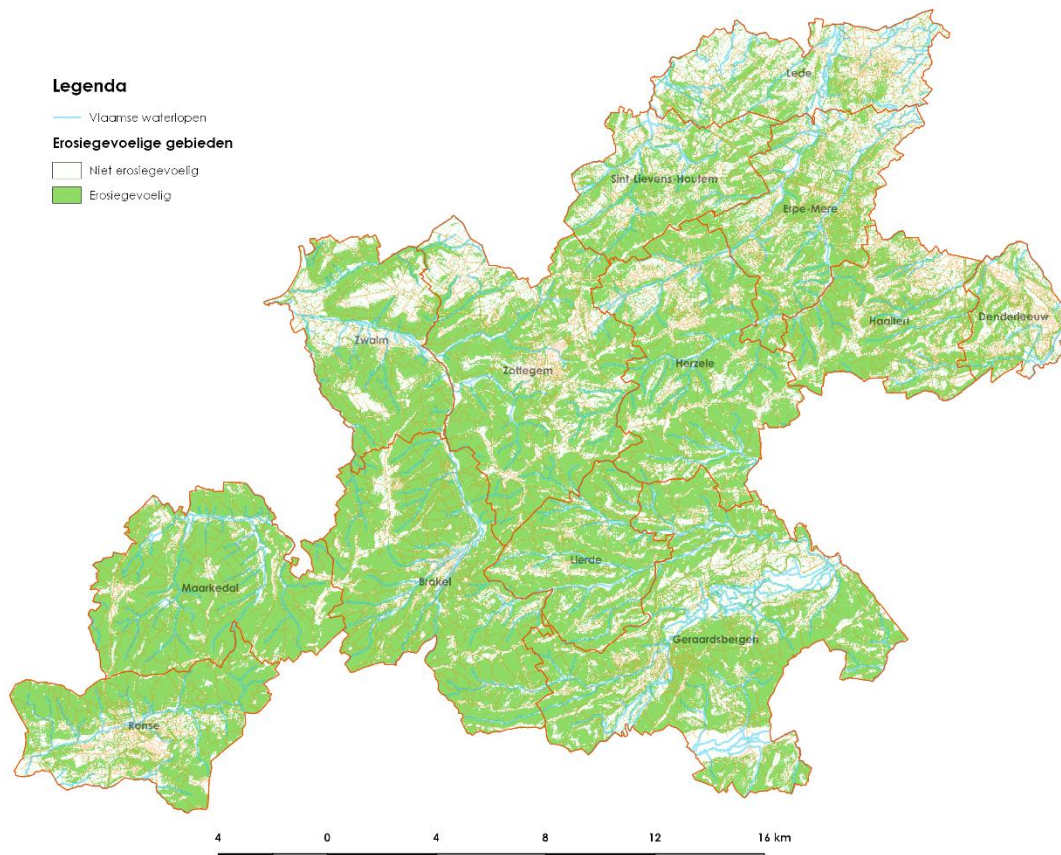 Legenda
Vlaamse waterlopen
Erosiegevoelige gebieden
Niet erosiegevoelig
Erosiegevoelig
Lede
Sint-Lievens-Houtem
Erpe-Mere
Haaltert
Denderleeuw
Zwalm
Zottegem
Herzele
Lierde
Brakel
Maarkedal
Geraardsbergen
Ronse
4 0 4 8 12 16 km